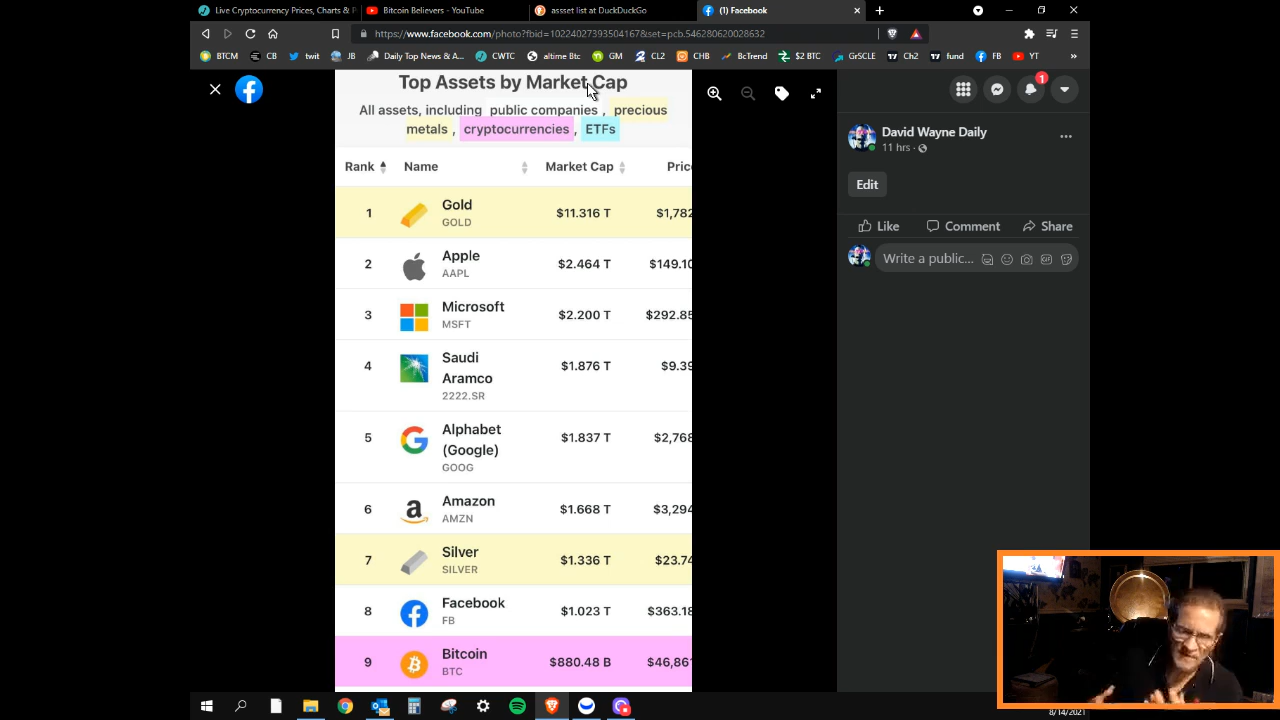 Live Cryptocurrency Prices, Charts & P
Bitcoin Believers - YouTube
assset list at DuckDuckGo
(1) Facebook
https://www.facebook.com/photo?fbid=10224027393504167&set=pcb.546280620028632
BTCM
CB
twit
JB
Daily Top News & A...
CWTC
altime Btc
GM
CL2
CHB
BcTrend
$2 BTC
GrSCLE
Ch2
fund
FB
YT
Top Assets by Market Cap
All assets, including public companies , precious
metals , cryptocurrencies , ETFs
Rank Name Market Cap Pric
1 Gold $11.316 T $1,782
GOLD
2 Apple $2.464 T $149.10
AAPL
3 Microsoft $2.200 T $292.85
MSFT
4 Saudi $1.876 T $9.39
Aramco
2222.SR
5 Alphabet $1.837 T $2,768
(Google)
GOOG
6 Amazon $1.668 T $3,294
AMZN
7 Silver $1.336 T $23.74
SILVER
8 Facebook $1.023 T $363.18
FB
9 Bitcoin $880.48 B $46,861
BTC
1
David Wayne Daily
11 hrs ·
Edit
Like Comment Share
Write a public...
8/14/2021